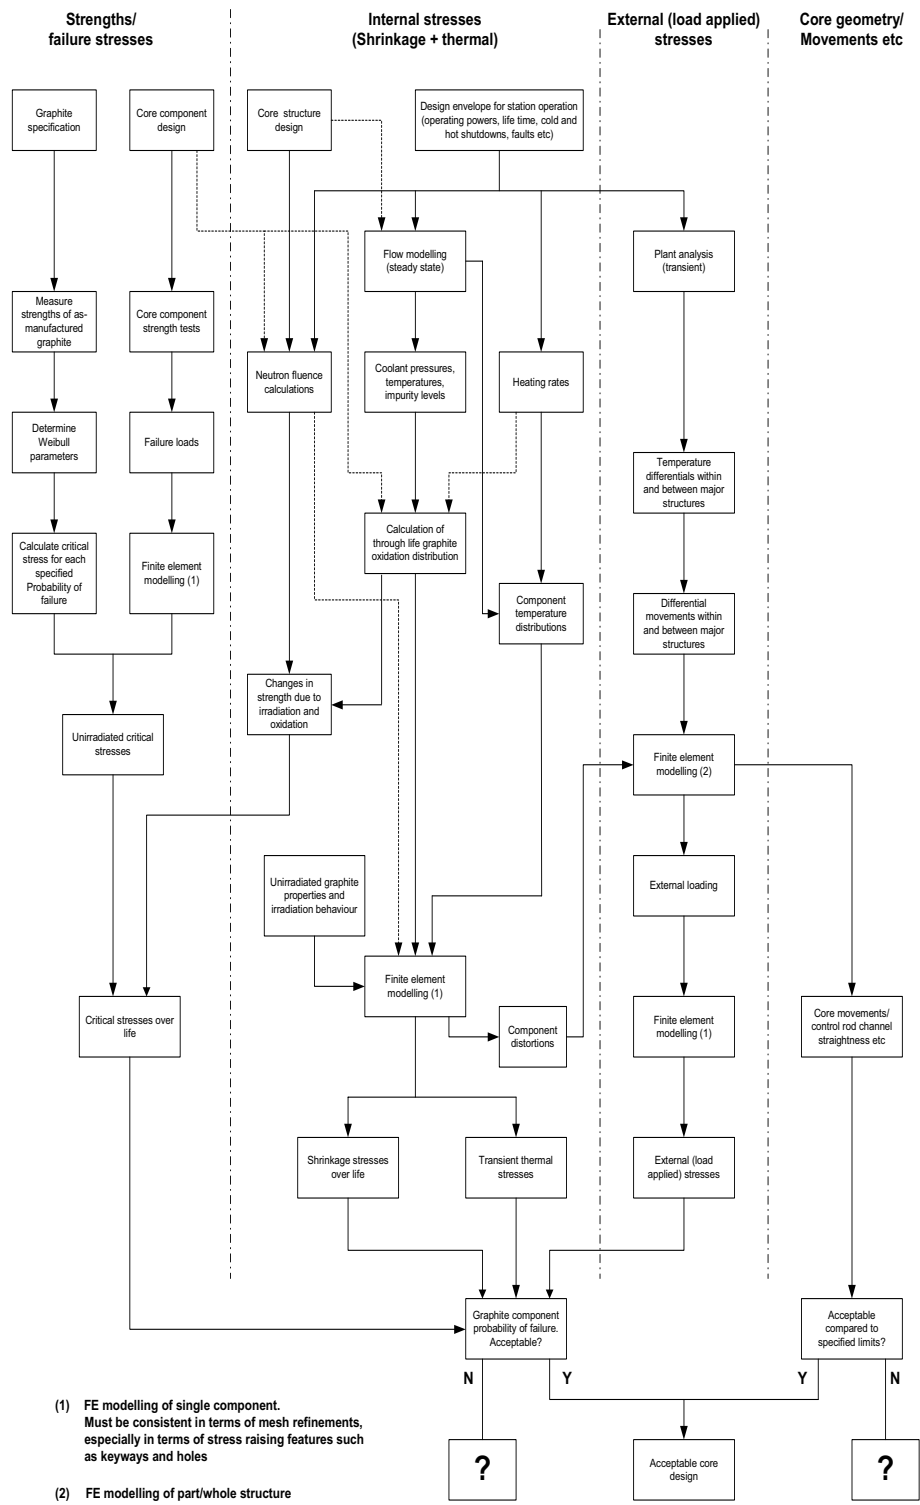 Strengths/
failure stresses
Internal stresses
(Shrinkage + thermal)
External (load applied)
stresses
Core geometry/
Movements etc
Graphite
specification
Core component
design
Core structure
design
Design envelope for station operation
(operating powers, life time, cold and
hot shutdowns, faults etc)
Flow modelling
(steady state)
Plant analysis
(transient)
Measure
strengths of as-
manufactured
graphite
Core component
strength tests
Neutron fluence
calculations
Coolant pressures,
temperatures,
impurity levels
Heating rates
Determine
Weibull
parameters
Failure loads
Temperature
differentials within
and between major
structures
Calculate critical
stress for each
specified
Probability of
failure
Finite element
modelling (1)
Calculation of
through life graphite
oxidation distribution
Component
temperature
distributions
Differential
movements within
and between major
structures
Changes in
strength due to
irradiation and
oxidation
Unirradiated critical
stresses
Finite element
modelling (2)
Unirradiated graphite
properties and
irradiation behaviour
External loading
Finite element
modelling (1)
Critical stresses over
life
Component
distortions
Finite element
modelling (1)
Core movements/
control rod channel
straightness etc
Shrinkage stresses
over life
Transient thermal
stresses
External (load
applied) stresses
Graphite component
probability of failure.
Acceptable?
Acceptable
compared to
specified limits?
N
Y
Y
N
(1) FE modelling of single component.
Must be consistent in terms of mesh refinements,
especially in terms of stress raising features such
as keyways and holes
?
Acceptable core
design
?
(2) FE modelling of part/whole structure